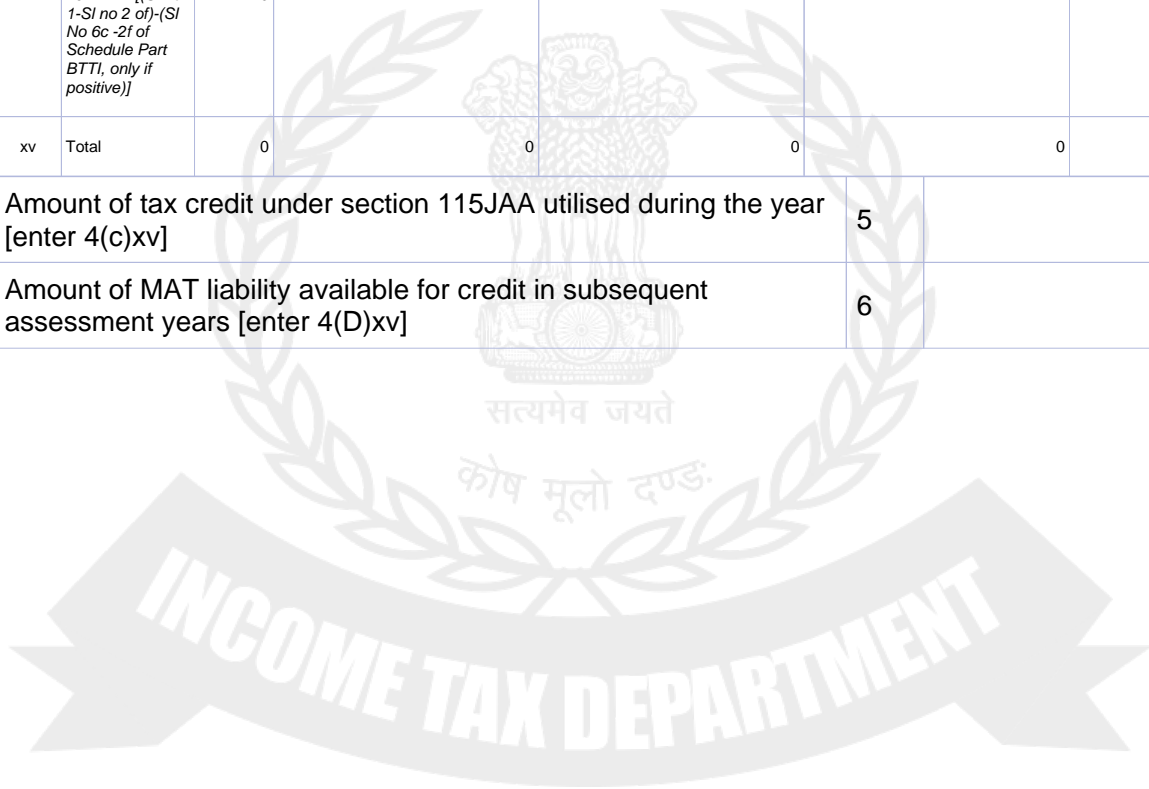 1-Sl no 2 of)-(Sl
No 6c -2f of
Schedule Part
BTTI, only if
positive)]
xv Total 0 0 0 0
Amount of tax credit under section 115JAA utilised during the year 5
[enter 4(c)xv]
Amount of MAT liability available for credit in subsequent 6
assessment years [enter 4(D)xv]
सत्यमेव जयते
कोष मूलो दण्डः
INCOME TAX DEPARTMENT